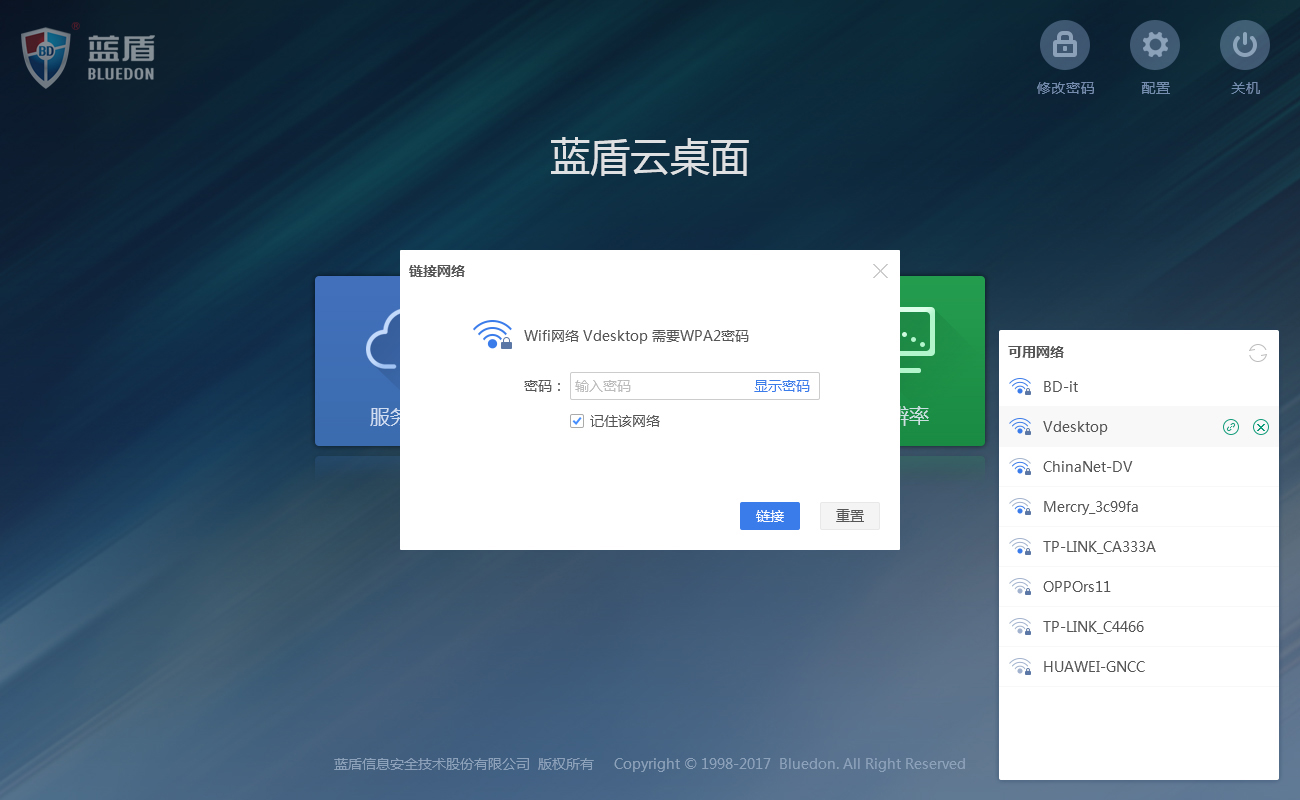 BD
®
蓝盾
BLUEDON
修改密码
配置
关机
蓝盾云桌面
链接网络
Wifi网络 Vdesktop 需要WPA2密码
密码： 输入密码 显示密码
记住该网络
链接 重置
服务
辨率
可用网络
BD-it
Vdesktop
ChinaNet-DV
Mercry_3c99fa
TP-LINK_CA333A
OPPOrs11
TP-LINK_C4466
HUAWEI-GNCC
蓝盾信息安全技术股份有限公司 版权所有 Copyright © 1998-2017 Bluedon. All Right Reserved